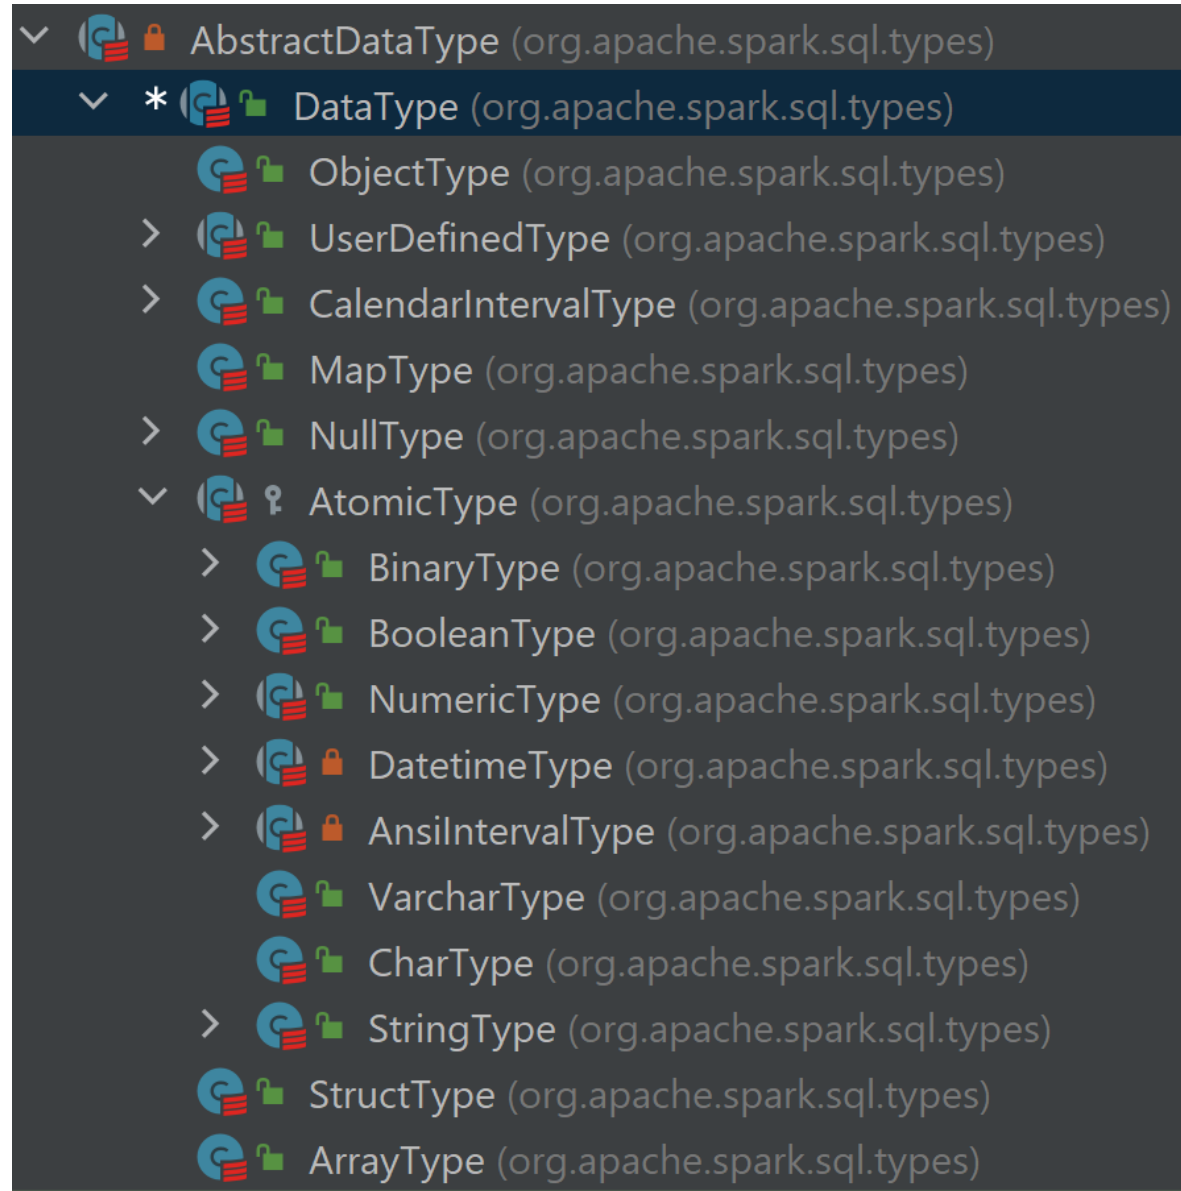 AbstractDataType (org.apache.spark.sql.types)
* DataType (org.apache.spark.sql.types)
ObjectType (org.apache.spark.sql.types)
UserDefinedType (org.apache.spark.sql.types)
CalendarIntervalType (org.apache.spark.sql.types)
MapType (org.apache.spark.sql.types)
NullType (org.apache.spark.sql.types)
AtomicType (org.apache.spark.sql.types)
BinaryType (org.apache.spark.sql.types)
BooleanType (org.apache.spark.sql.types)
NumericType (org.apache.spark.sql.types)
DatetimeType (org.apache.spark.sql.types)
AnsiIntervalType (org.apache.spark.sql.types)
VarcharType (org.apache.spark.sql.types)
CharType (org.apache.spark.sql.types)
StringType (org.apache.spark.sql.types)
StructType (org.apache.spark.sql.types)
ArrayType (org.apache.spark.sql.types)